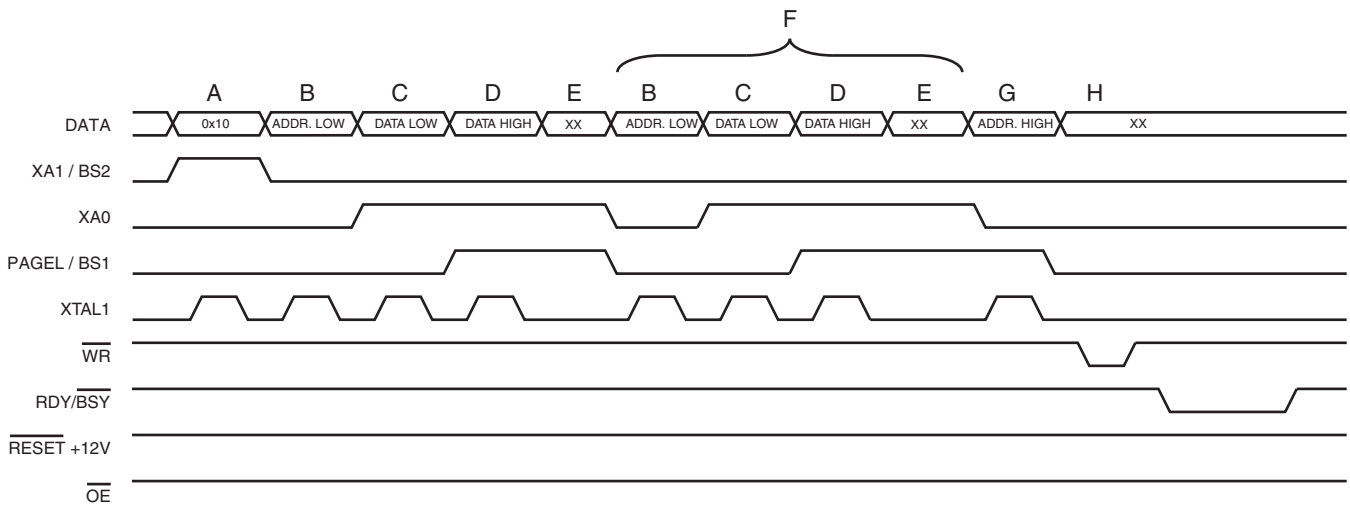 F
A B C D E B C D E G H
DATA 0x10 ADDR. LOW DATA LOW DATA HIGH XX ADDR. LOW DATA LOW DATA HIGH XX ADDR. HIGH XX
XA1 / BS2
XA0
PAGEL / BS1
XTAL1
WR
RDY/BSY
RESET +12V
OE